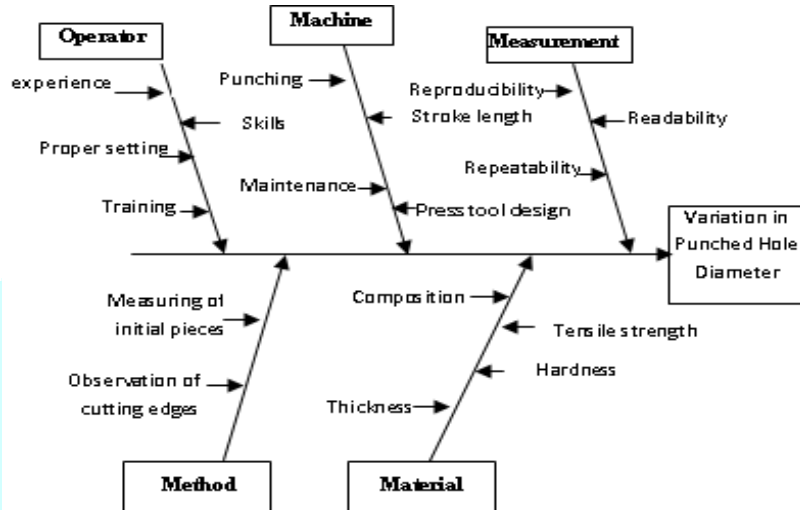 Operator
Machine
Measurement
experience
Skills
Proper setting
Training
Punching
Stroke length
Maintenance
Press tool design
Reproducibility
Readability
Repeatability
Variation in
Punched Hole
Diameter
Measuring of
initial pieces
Observation of
cutting edges
Composition
Tensile strength
Hardness
Thickness
Method
Material